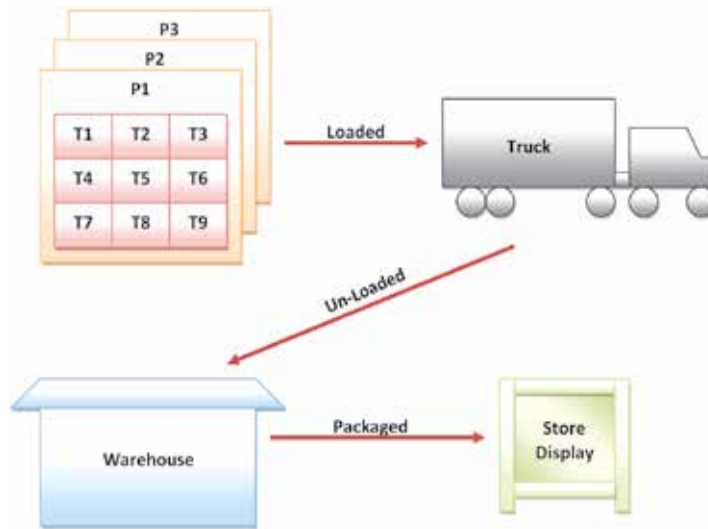 P3
P2
P1
T1 T2 T3
T4 T5 T6
T7 T8 T9
Loaded
Truck
Un-Loaded
Warehouse
Packaged
Store
Display